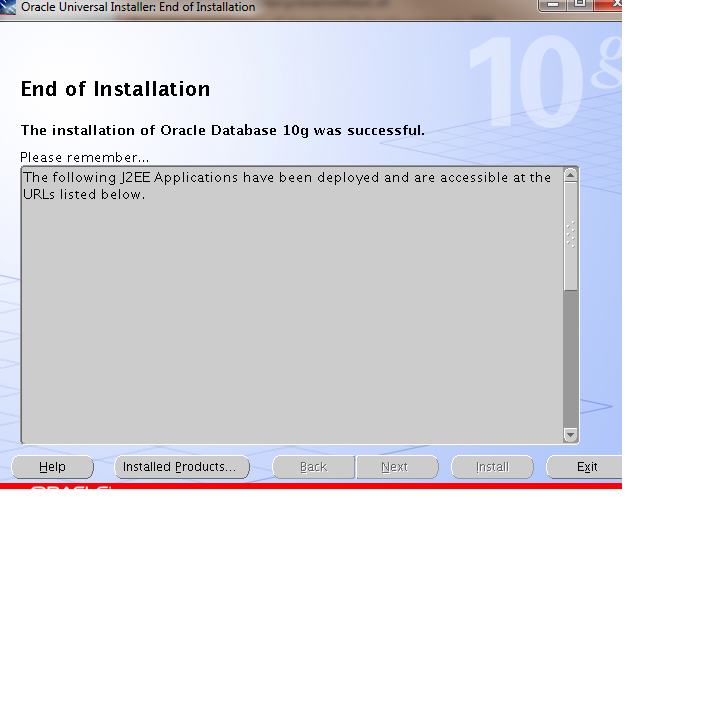 Oracle Universal Installer: End of Installation
10g
End of Installation
The installation of Oracle Database 10g was successful.
Please remember...
The following J2EE Applications have been deployed and are accessible at the
URLs listed below.
Help
Installed Products...
Back
Next
Install
Exit
ORACLE